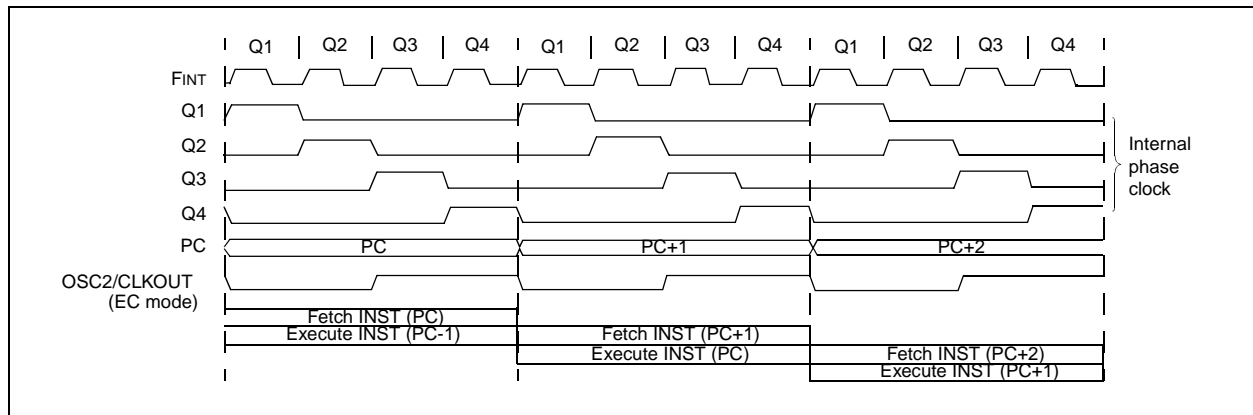 Q1 Q2 Q3 Q4 Q1 Q2 Q3 Q4 Q1 Q2 Q3 Q4
FINT
Q1
Q2
Q3
Q4
Internal
phase
clock
PC PC PC+1 PC+2
OSC2/CLKOUT
(EC mode)
Fetch INST (PC)
Execute INST (PC-1) Fetch INST (PC+1)
Execute INST (PC) Fetch INST (PC+2)
Execute INST (PC+1)